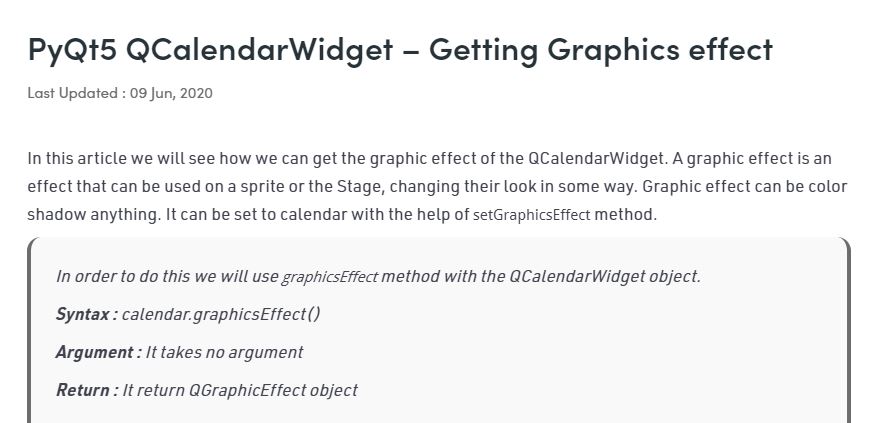 PyQt5 QCalendarWidget – Getting Graphics effect
Last Updated : 09 Jun, 2020
In this article we will see how we can get the graphic effect of the QCalendarWidget. A graphic effect is an
effect that can be used on a sprite or the Stage, changing their look in some way. Graphic effect can be color
shadow anything. It can be set to calendar with the help of setGraphicsEffect method.
In order to do this we will use graphicsEffect method with the QCalendarWidget object.
Syntax : calendar.graphicsEffect()
Argument : It takes no argument
Return : It return QGraphicEffect object